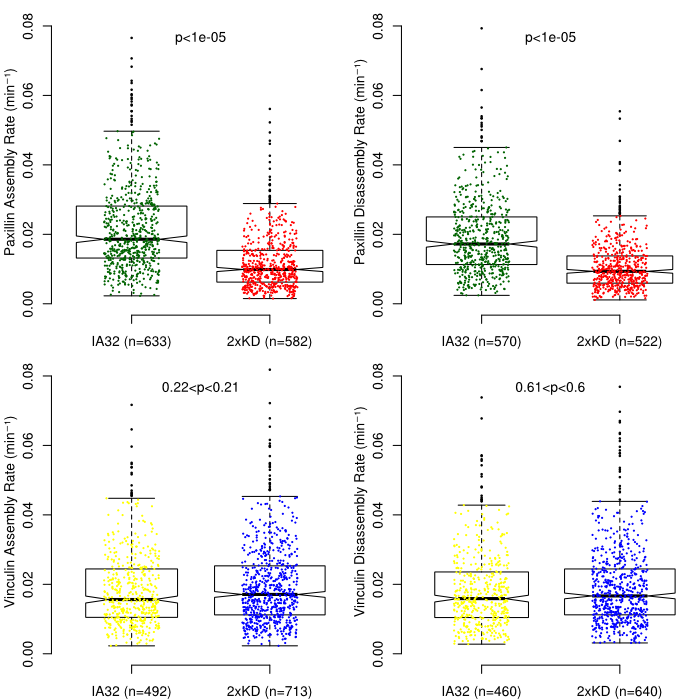 Paxillin Assembly Rate (min⁻¹)
0.00 0.02 0.04 0.06 0.08
p<1e-05
IA32 (n=633) 2xKD (n=582)
Paxillin Disassembly Rate (min⁻¹)
0.00 0.02 0.04 0.06 0.08
p<1e-05
IA32 (n=570) 2xKD (n=522)
Vinculin Assembly Rate (min⁻¹)
0.00 0.02 0.04 0.06 0.08
0.22<p<0.21
IA32 (n=492) 2xKD (n=713)
Vinculin Disassembly Rate (min⁻¹)
0.00 0.02 0.04 0.06 0.08
0.61<p<0.6
IA32 (n=460) 2xKD (n=640)